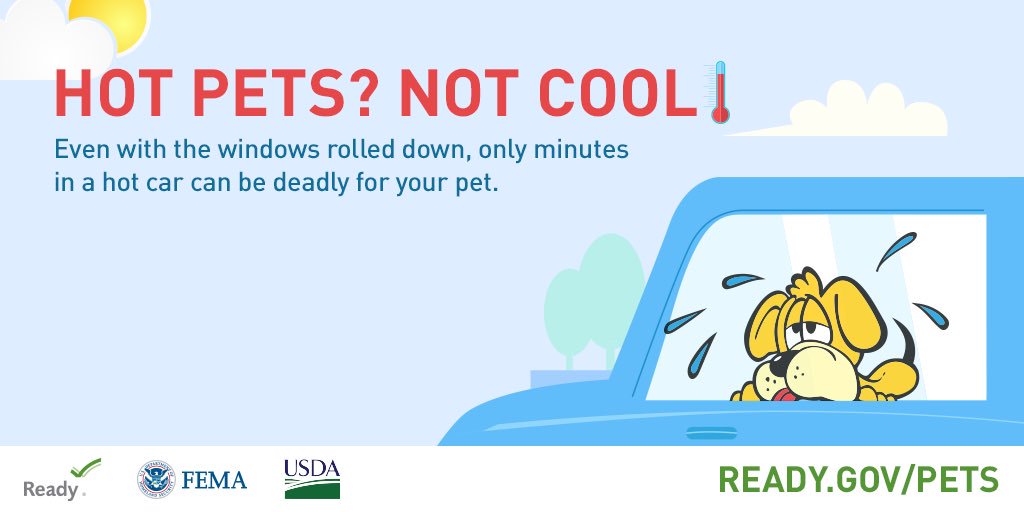 HOT PETS? NOT COOL
Even with the windows rolled down, only minutes
in a hot car can be deadly for your pet.
Ready.
FEMA
USDA
READY.GOV/PETS